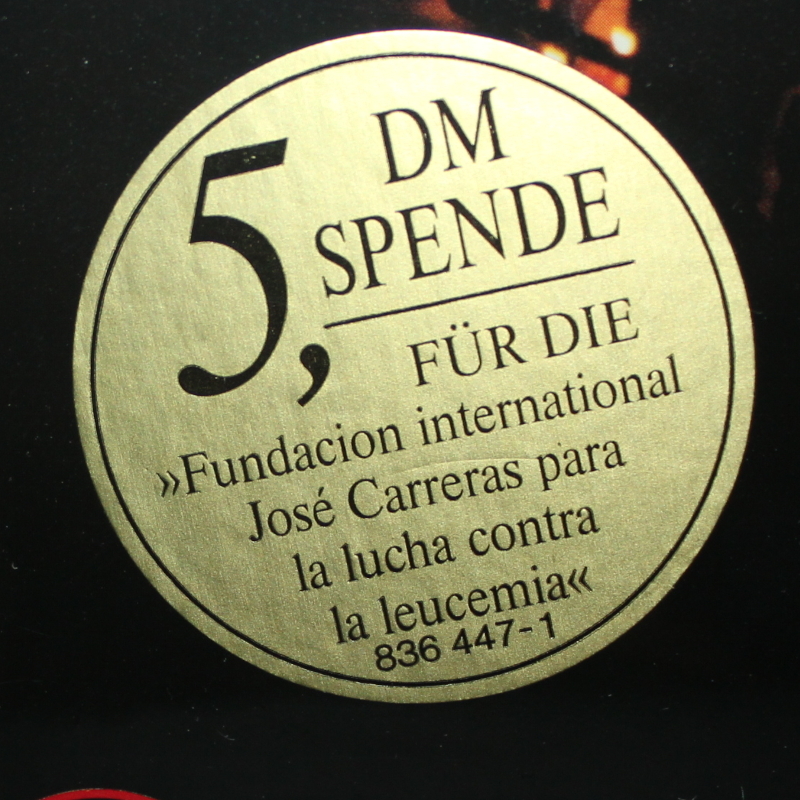 5, DM
SPENDE
FÜR DIE
»Fundacion international
José Carreras para
la lucha contra
la leucemia«
836 447-1